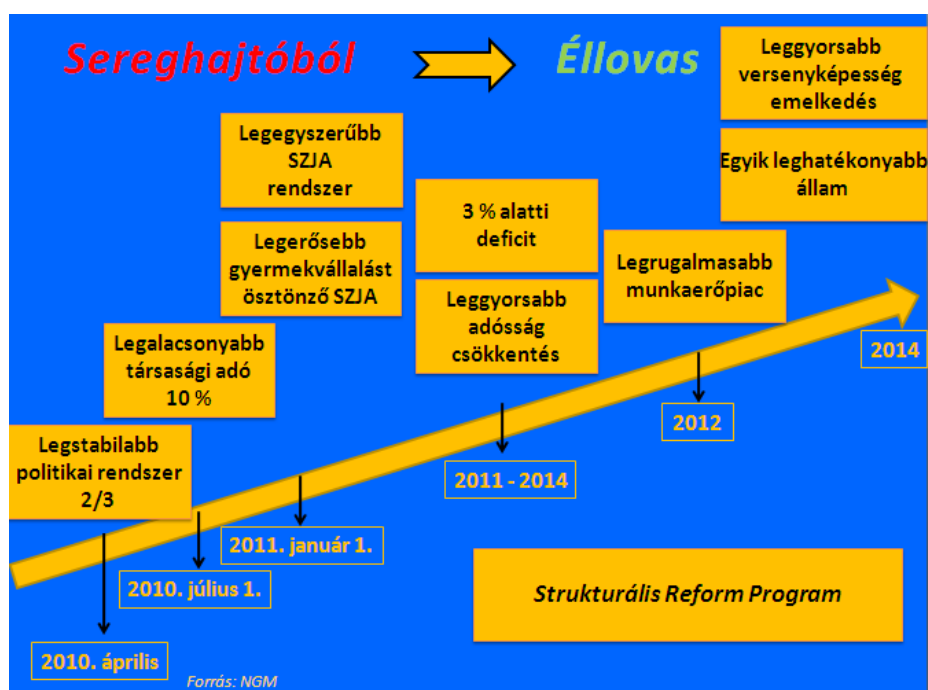 Sereghajtóból
Éllovas
Leggyorsabb
versenyképesség
emelkedés
Egyik leghatékonyabb
állam
Legegyszerűbb
SZJA
rendszer
Legerősebb
gyermekvállalást
ösztönző SZJA
3 % alatti
deficit
Leggyorsabb
adósság
csökkentés
Legrugalmasabb
munkaerőpiac
Legalacsonyabb
társasági adó
10 %
Legstabilabb
politikai rendszer
2/3
2014
2012
2011 - 2014
2011. január 1.
2010. július 1.
2010. április
Strukturális Reform Program
Forrás: NGM